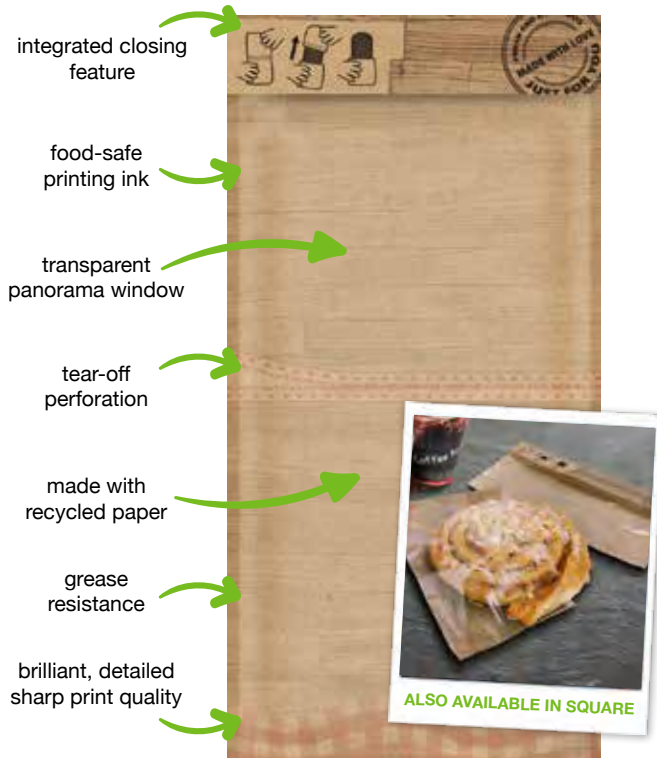 integrated closing
feature
MADE WITH LOVE
JUST FOR YOU
food-safe
printing ink
transparent
panorama window
tear-off
perforation
made with
recycled paper
grease
resistance
brilliant, detailed
sharp print quality
ALSO AVAILABLE IN SQUARE